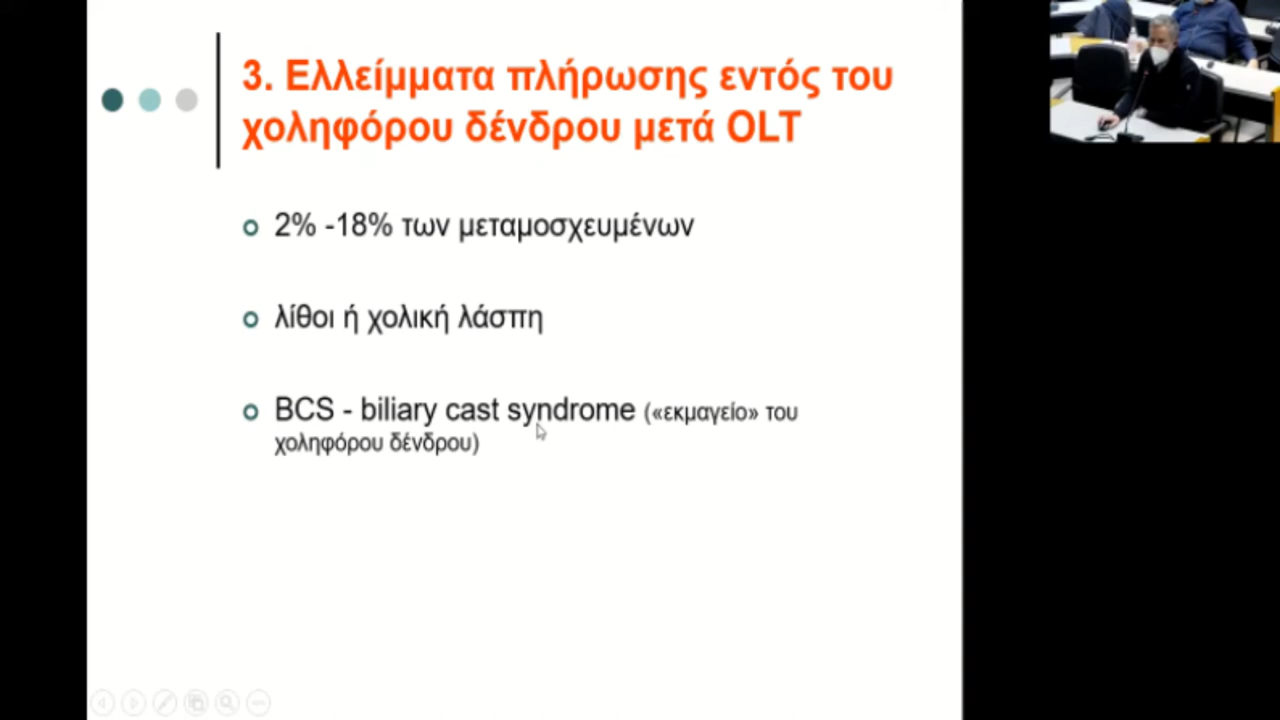 3. Ελλείμματα πλήρωσης εντός του
χοληφόρου δένδρου μετά OLT
2% -18% των μεταμοσχευμένων
λίθοι ή χολική λάσπη
BCS - biliary cast syndrome («εκμαγείο» του
χοληφόρου δένδρου)